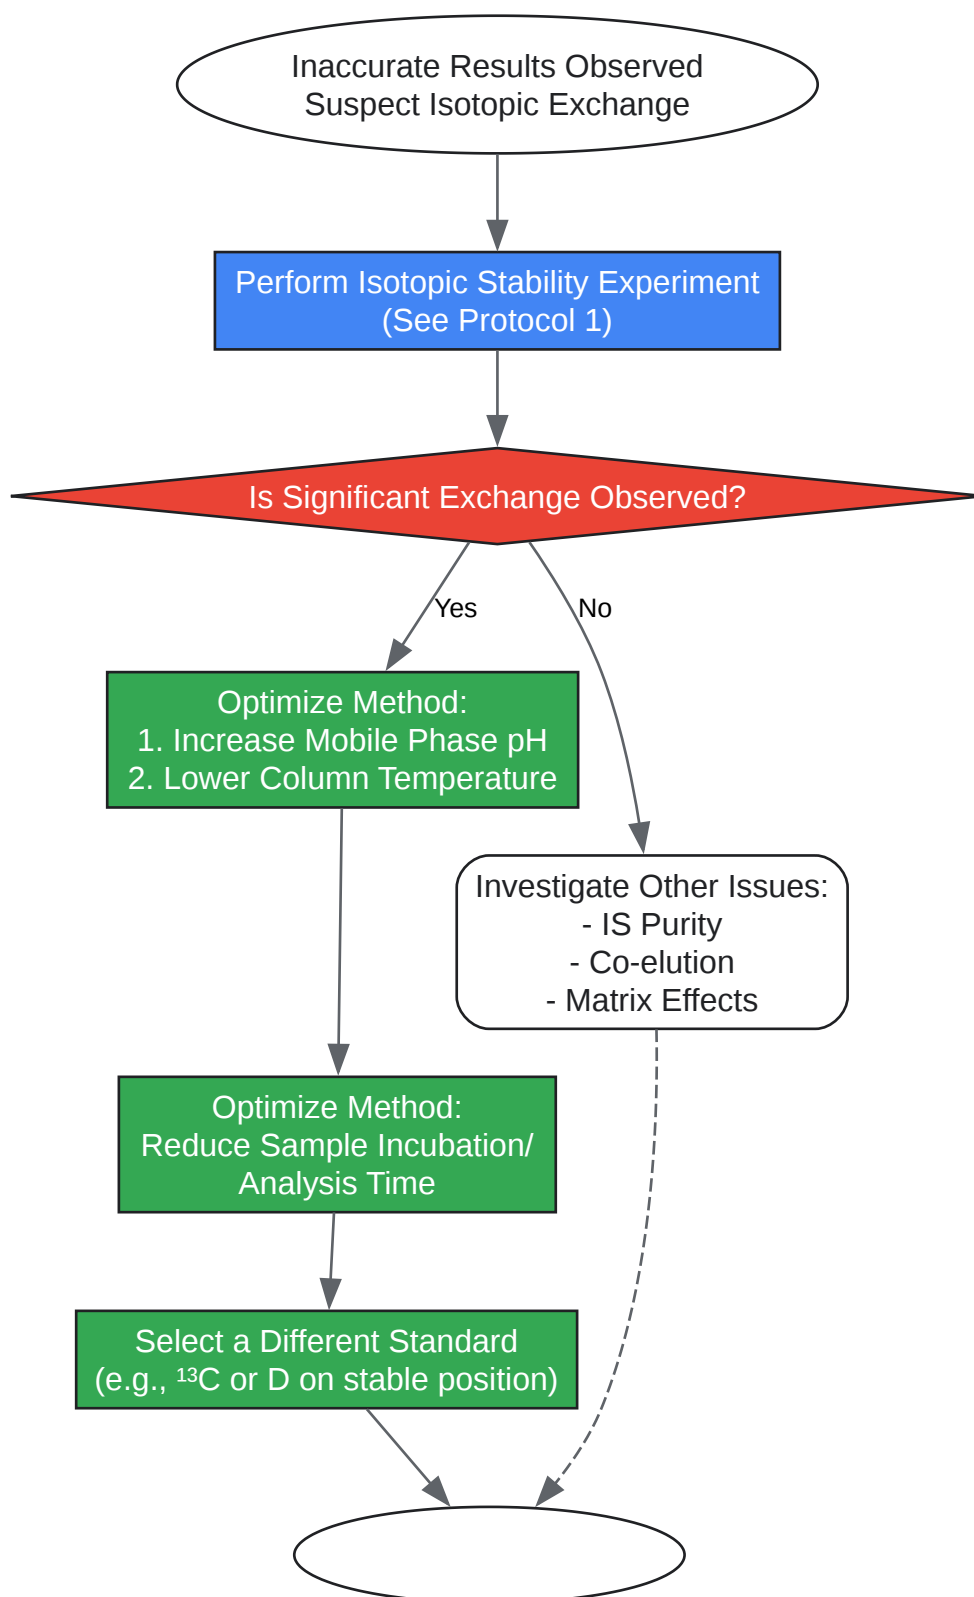 Inaccurate Results Observed
Suspect Isotopic Exchange
Perform Isotopic Stability Experiment
(See Protocol 1)
Is Significant Exchange Observed?
Yes
No
Optimize Method:
1. Increase Mobile Phase pH
2. Lower Column Temperature
Investigate Other Issues:
- IS Purity
- Co-elution
- Matrix Effects
Optimize Method:
Reduce Sample Incubation/
Analysis Time
Select a Different Standard
(e.g., ¹³C or D on stable position)